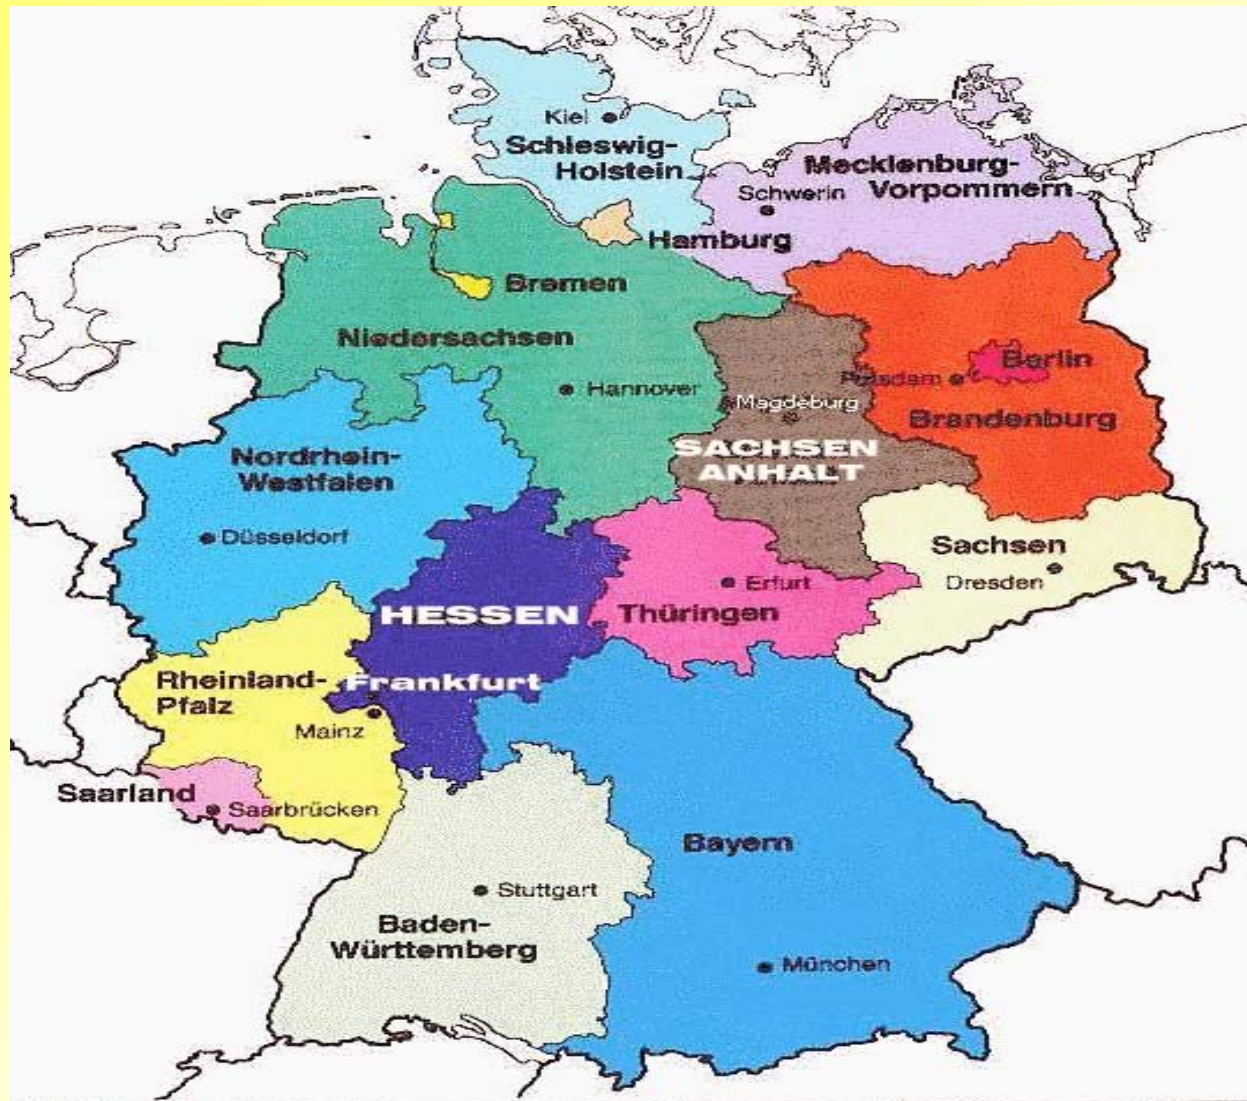 Kiel
Schleswig-
Holstein
Mecklenburg-
Vorpommern
Schwerin
Hamburg
Bremen
Niedersachsen
Hannover
Berlin
Potsdam
Brandenburg
Magdeburg
SACHSEN
ANHALT
Nordrhein-
Westfalen
Düsseldorf
Sachsen
Dresden
HESSEN
Erfurt
Thüringen
Rheinland-
Pfalz
Frankfurt
Mainz
Saarland
Saarbrücken
Bayern
Stuttgart
Baden-
Württemberg
München